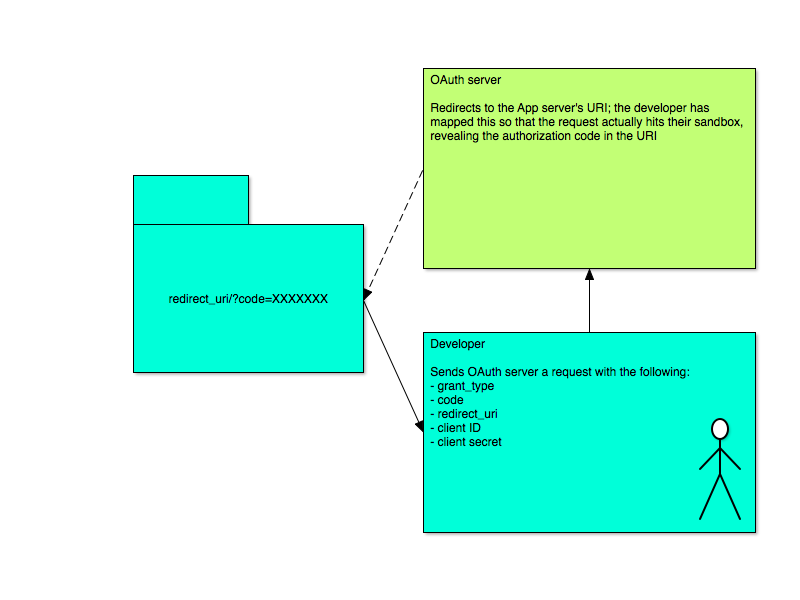 OAuth server
Redirects to the App server's URI; the developer has
mapped this so that the request actually hits their sandbox,
revealing the authorization code in the URI
redirect_uri/?code=XXXXXXX
Developer
Sends OAuth server a request with the following:
- grant_type
- code
- redirect_uri
- client ID
- client secret